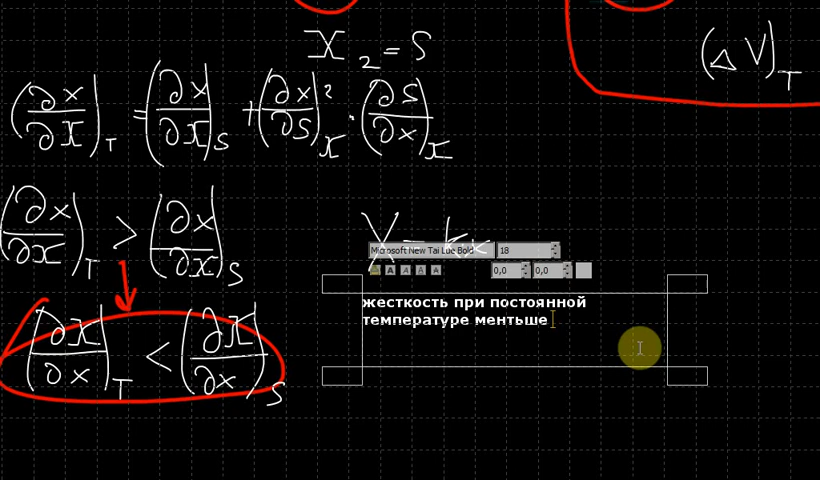 X₂ = S
(ΔV)_T
(∂x/∂X)_T = (∂x/∂X)_S + (∂x/∂S)²_X · (∂S/∂x)_X
(∂x/∂X)_T > (∂x/∂X)_S
X = kx
Microsoft New Tai Lue Bold 18
A A A A A 0,0 0,0
жесткость при постоянной
температуре ментьше
(∂X/∂x)_T < (∂X/∂x)_S